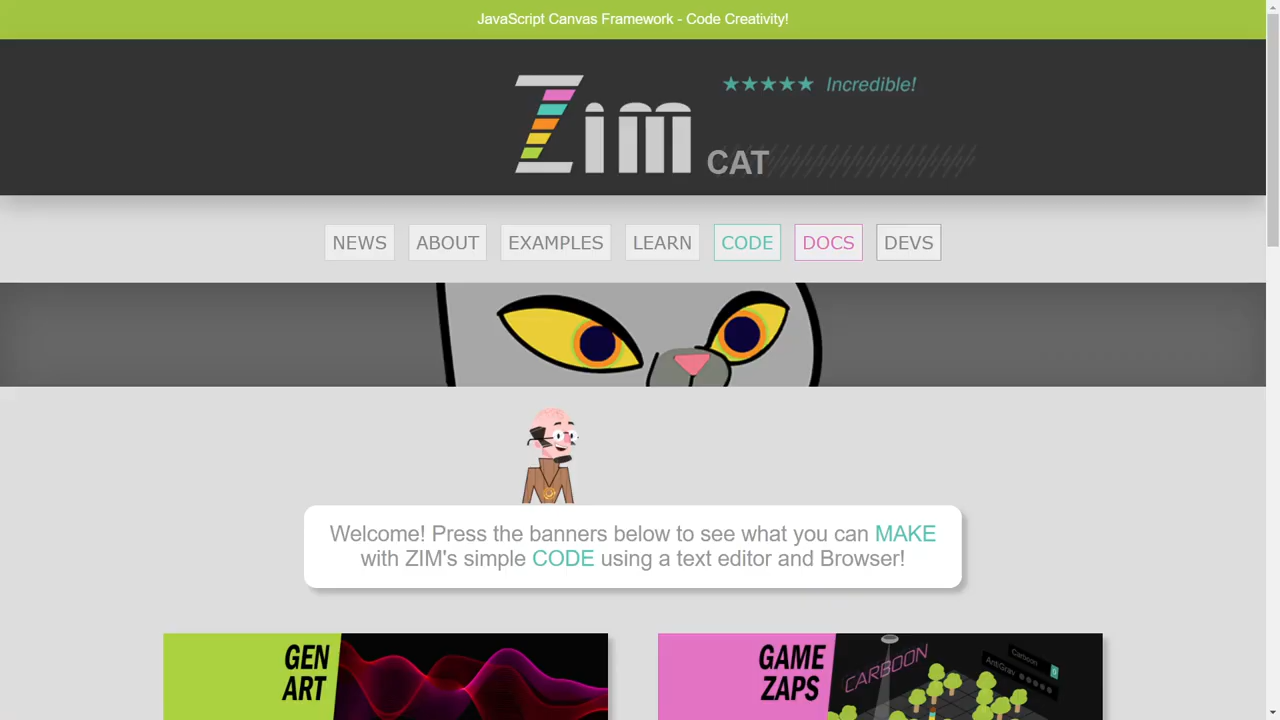 JavaScript Canvas Framework - Code Creativity!
Zim
★★★★★ Incredible!
CAT
NEWS
ABOUT
EXAMPLES
LEARN
CODE
DOCS
DEVS
Welcome! Press the banners below to see what you can MAKE
with ZIM's simple CODE using a text editor and Browser!
GEN
ART
GAME
ZAPS
CARBOON
Carboon
AntiGrav